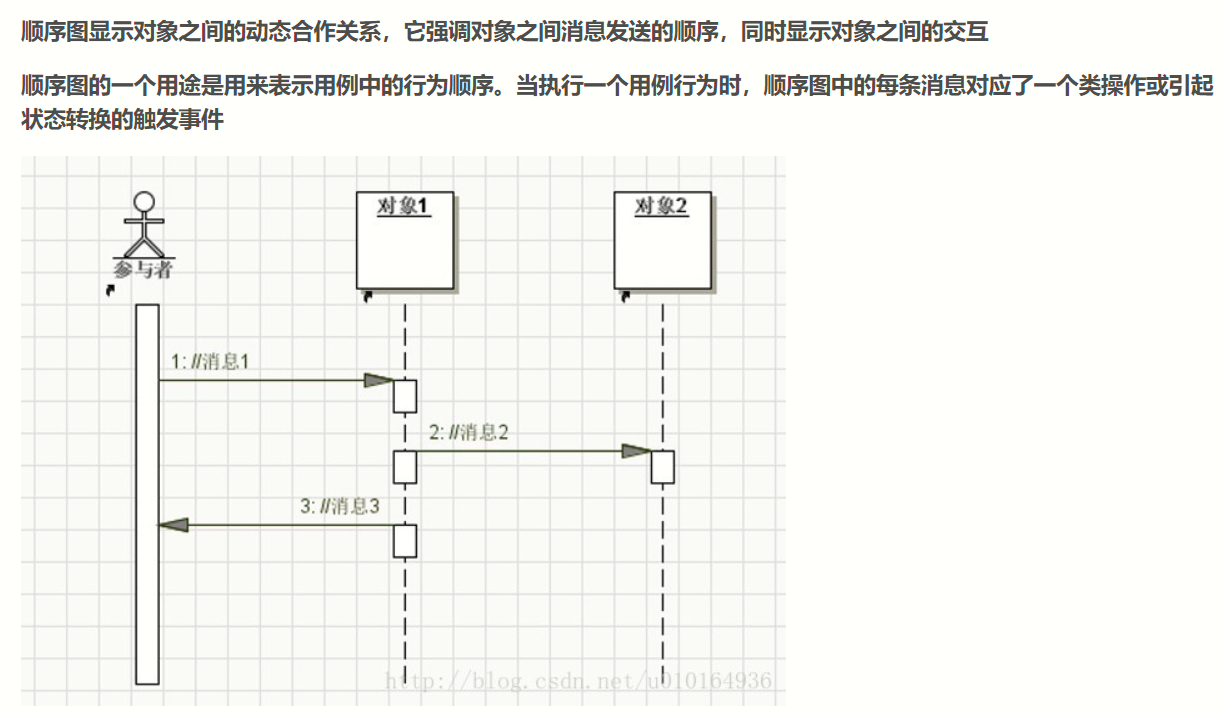 顺序图显示对象之间的动态合作关系，它强调对象之间消息发送的顺序，同时显示对象之间的交互
顺序图的一个用途是用来表示用例中的行为顺序。当执行一个用例行为时，顺序图中的每条消息对应了一个类操作或引起
状态转换的触发事件
对象1
对象2
参与者
1: //消息1
2: //消息2
3: //消息3
http://blog.csdn.net/u010164936